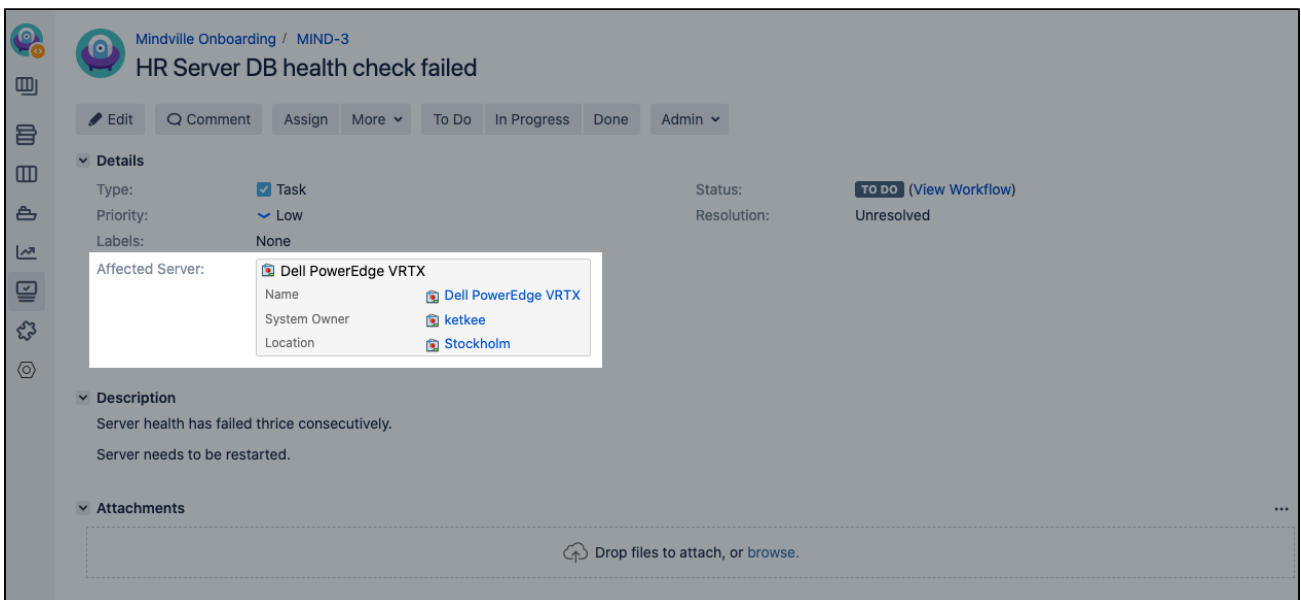 Mindville Onboarding / MIND-3
HR Server DB health check failed
Edit Comment Assign More To Do In Progress Done Admin
Details
Type: Task Status: TO DO (View Workflow)
Priority: Low Resolution: Unresolved
Labels: None
Affected Server: Dell PowerEdge VRTX
Name Dell PowerEdge VRTX
System Owner ketkee
Location Stockholm
Description
Server health has failed thrice consecutively.
Server needs to be restarted.
Attachments
Drop files to attach, or browse.